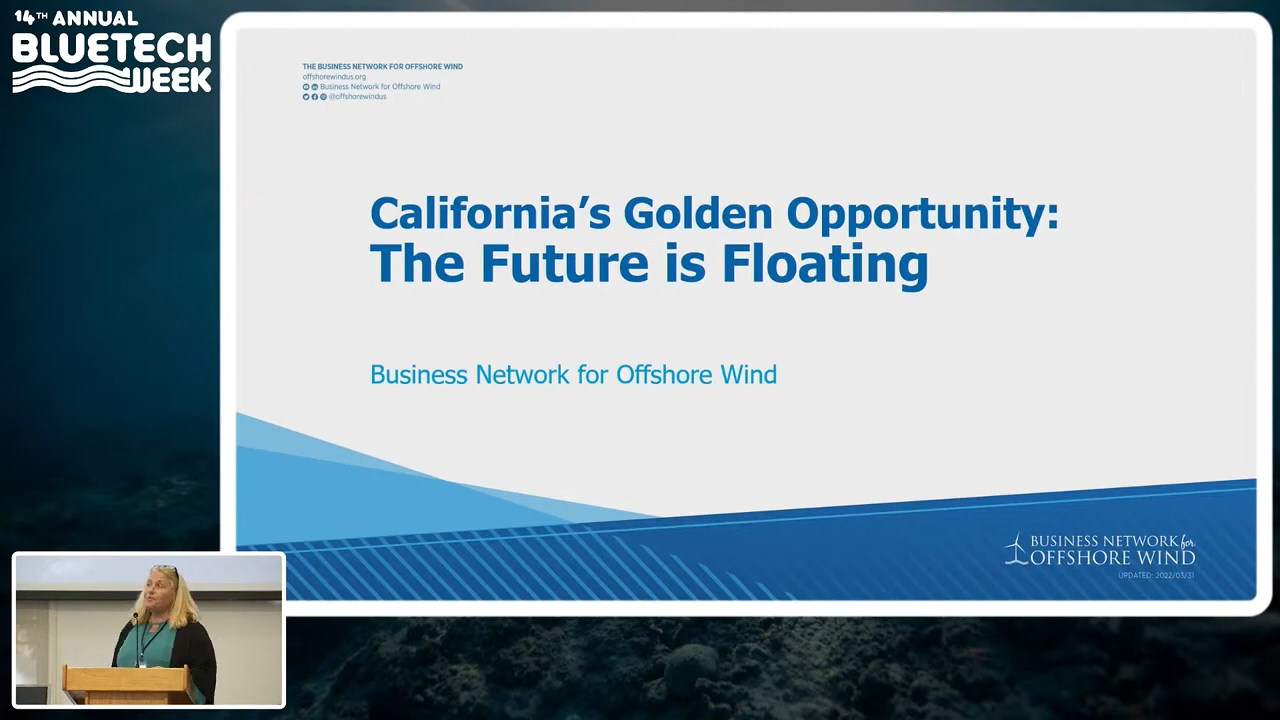 14TH ANNUAL
BLUETECH
WEEK
THE BUSINESS NETWORK FOR OFFSHORE WIND
offshorewindus.org
Business Network for Offshore Wind
@offshorewindus
California's Golden Opportunity:
The Future is Floating
Business Network for Offshore Wind
BUSINESS NETWORK for
OFFSHORE WIND
UPDATED: 2022/03/31